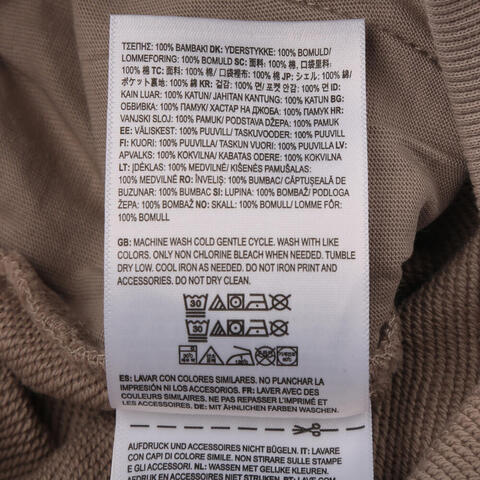 ΤΣΕΠΗΣ: 100% ΒΑΜΒΑΚΙ DK: YDERSTYKKE: 100% BOMULD/
LOMMEFORING: 100% BOMULD SC: 面料: 100% 棉/ 口袋里料:
100% 棉 TC: 面料: 100% 棉/ 口袋裡布: 100% 棉 JP: シェル: 100% 綿/
ポケット裏地: 100% 綿 KR: 겉감: 100% 면/ 포켓 안감: 100% 면 ID:
KAIN LUAR: 100% KATUN/ JAHITAN KANTUNG: 100% KATUN BG:
ОБВИВКА: 100% ПАМУК/ ХАСТАР НА ДЖОБА: 100% ПАМУК HR:
VANJSKI SLOJ: 100% PAMUK/ PODSTAVA DŽEPA: 100% PAMUK
EE: VÄLISKEST: 100% PUUVILL/ TASKUVOODER: 100% PUUVILL
FI: KUORI: 100% PUUVILLA/ TASKUN VUORI: 100% PUUVILLA LV:
APVALKS: 100% KOKVILNA/ KABATAS ODERE: 100% KOKVILNA
LT: ĮDĖKLAS: 100% MEDVILNĖ/ KIŠENĖS PAMUŠALAS:
100% MEDVILNĖ RO: ÎNVELIȘ: 100% BUMBAC/ CĂPTUȘEALĂ DE
BUZUNAR: 100% BUMBAC SI: LUPINA: 100% BOMBAŽ/ PODLOGA
ŽEPA: 100% BOMBAŽ NO: SKALL: 100% BOMULL/ LOMME FÔR:
100% BOMULL
GB: MACHINE WASH COLD GENTLE CYCLE. WASH WITH LIKE
COLORS. ONLY NON CHLORINE BLEACH WHEN NEEDED. TUMBLE
DRY LOW. COOL IRON AS NEEDED. DO NOT IRON PRINT AND
ACCESSORIES. DO NOT DRY CLEAN.
30
30
ES: LAVAR CON COLORES SIMILARES. NO PLANCHAR LA
IMPRESIÓN NI LOS ACCESORIOS. FR: LAVER AVEC DES
COULEURS SIMILAIRES. NE PAS REPASSER L'IMPRIMÉ ET
LES ACCESSOIRES. DE: MIT ÄHNLICHEN FARBEN WASCHEN.
AUFDRUCK UND ACCESSOIRES NICHT BÜGELN. IT: LAVARE
CON CAPI DI COLORE SIMILE. NON STIRARE SULLE STAMPE
E GLI ACCESSORI. NL: WASSEN MET GELIJKE KLEUREN.